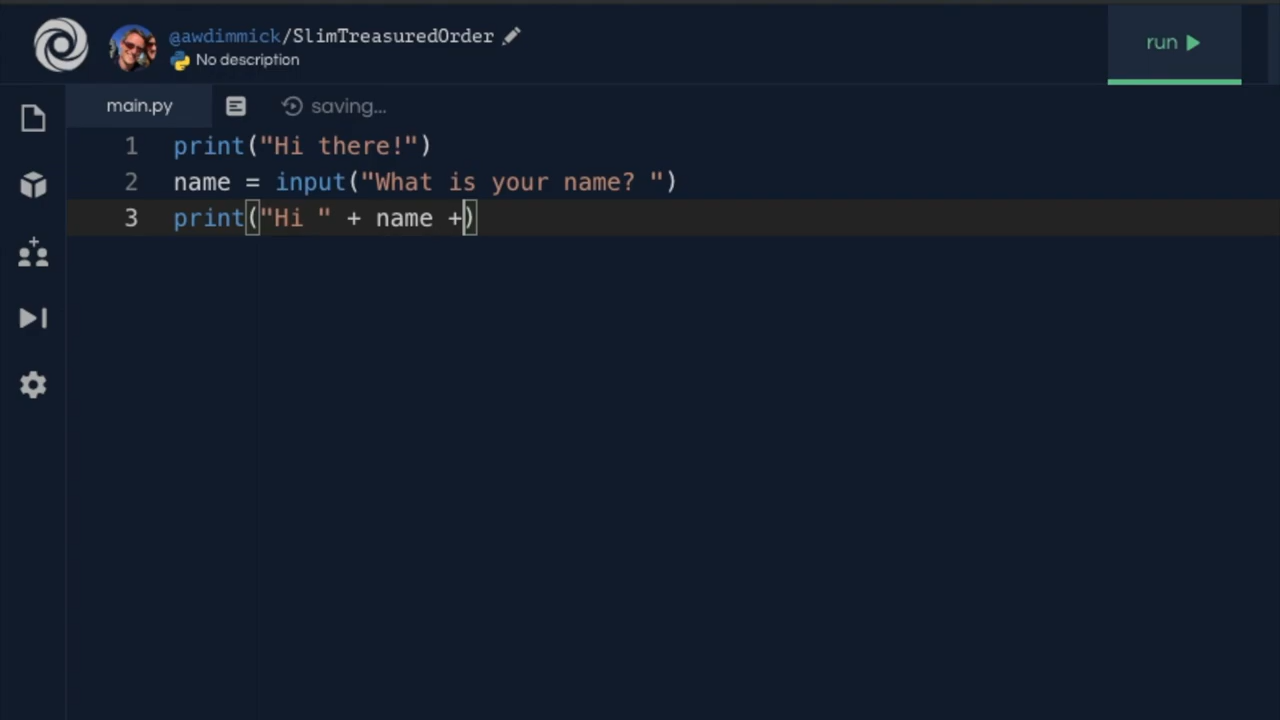 @awdimmick/SlimTreasuredOrder
No description
run
main.py
saving...
1 print("Hi there!")
2 name = input("What is your name? ")
3 print("Hi " + name +)